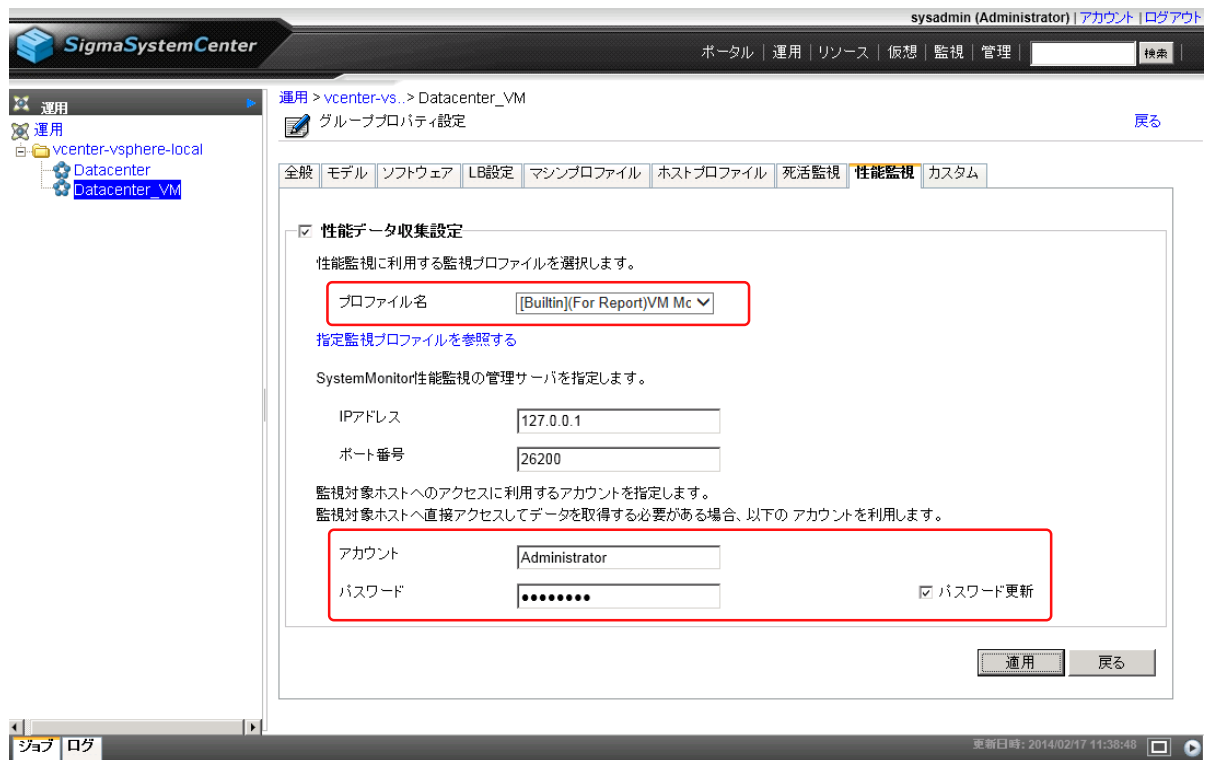 sysadmin (Administrator) | アカウント | ログアウト
SigmaSystemCenter
ポータル | 運用 | リソース | 仮想 | 監視 | 管理 | 検索 |
運用
運用
vcenter-vsphere-local
Datacenter
Datacenter_VM
運用 > vcenter-vs..> Datacenter_VM
グループプロパティ設定
戻る
全般 モデル ソフトウェア LB設定 マシンプロファイル ホストプロファイル 死活監視 性能監視 カスタム
性能データ収集設定
性能監視に利用する監視プロファイルを選択します。
プロファイル名 [Builtin](For Report)VM Mc
指定監視プロファイルを参照する
SystemMonitor性能監視の管理サーバを指定します。
IPアドレス 127.0.0.1
ポート番号 26200
監視対象ホストへのアクセスに利用するアカウントを指定します。
監視対象ホストへ直接アクセスしてデータを取得する必要がある場合、以下の アカウントを利用します。
アカウント Administrator
パスワード ●●●●●●●● パスワード更新
適用 戻る
ジョブ ログ
更新日時: 2014/02/17 11:38:48